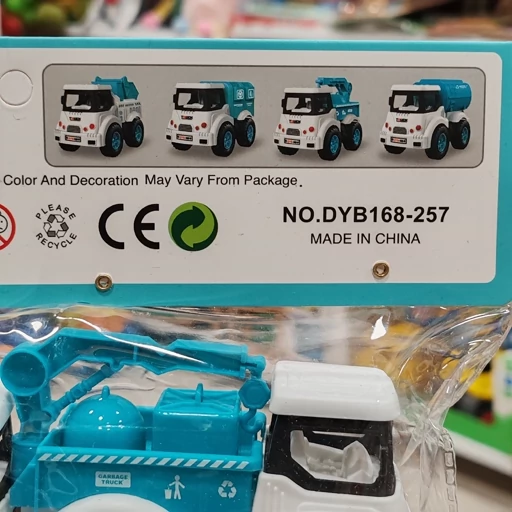 Color And Decoration May Vary From Package.
PLEASE
RECYCLE
CE
NO.DYB168-257
MADE IN CHINA
GARBAGE
TRUCK